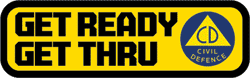 GET READY
GET THRU
CD
CIVIL
DEFENCE